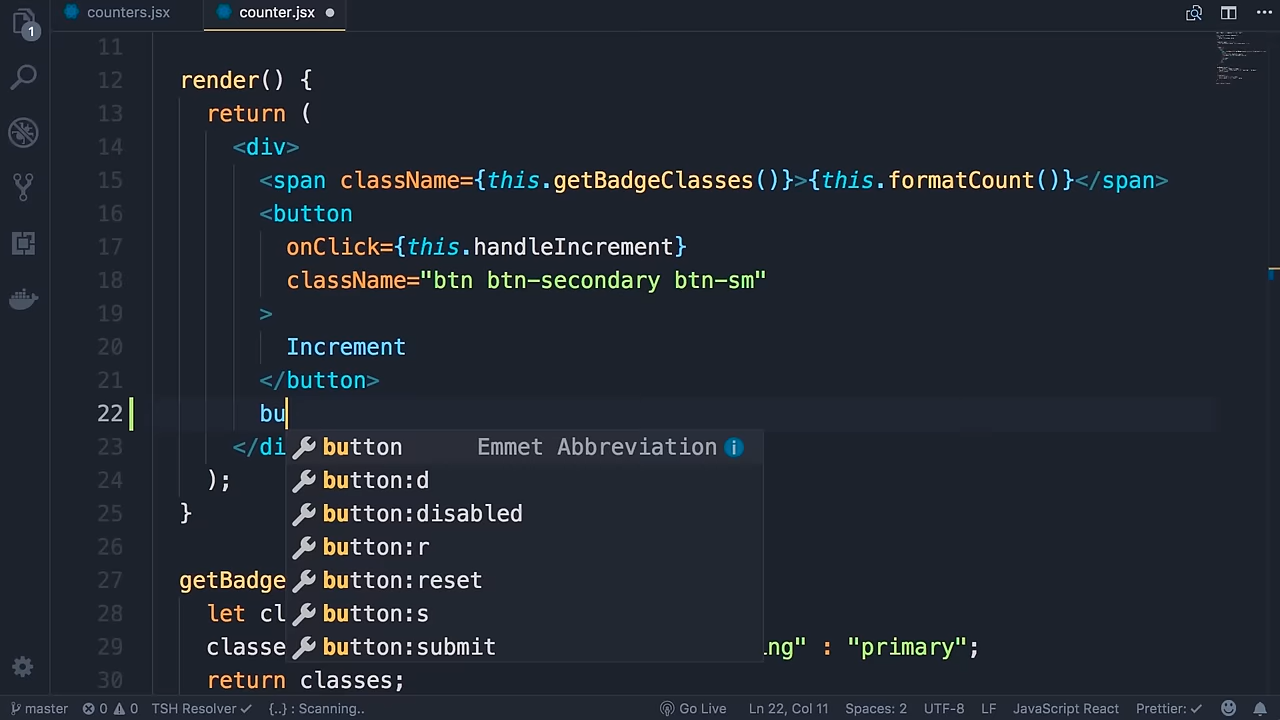 counters.jsx
counter.jsx
1
11
12 render() {
13 return (
14 <div>
15 <span className={this.getBadgeClasses()}>{this.formatCount()}</span>
16 <button
17 onClick={this.handleIncrement}
18 className="btn btn-secondary btn-sm"
19 >
20 Increment
21 </button>
22 bu
23 </di
button Emmet Abbreviation
24 );
button:d
25 }
button:disabled
26
button:r
27 getBadge
button:reset
28 let cl
button:s
29 classe
button:submit
ing" : "primary";
30 return classes;
master 0 0 TSH Resolver {..} : Scanning.. Go Live Ln 22, Col 11 Spaces: 2 UTF-8 LF JavaScript React Prettier: